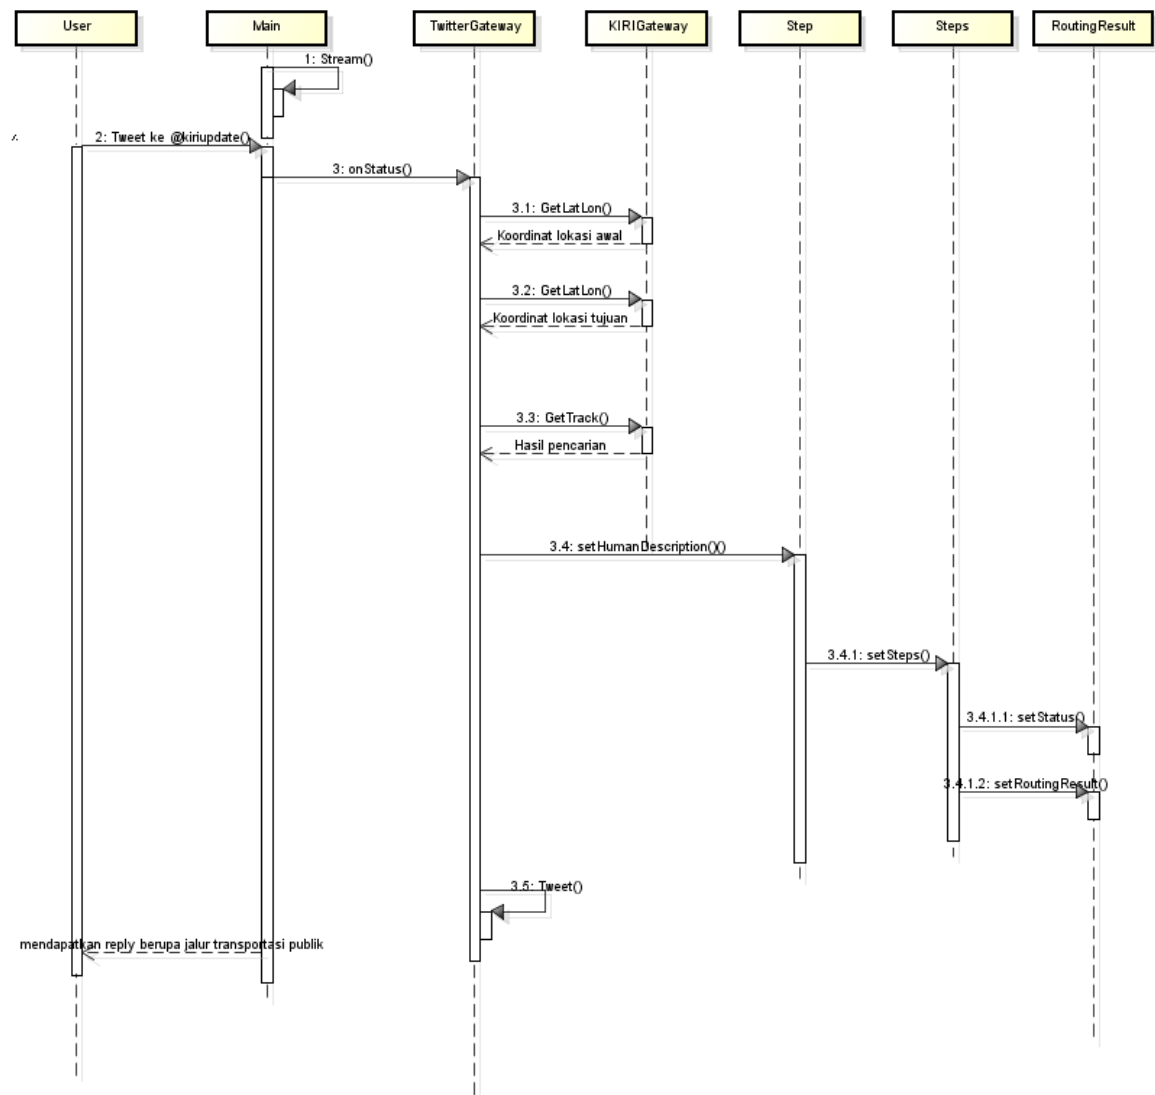 User
Main
TwitterGateway
KIRIGateway
Step
Steps
RoutingResult
1: Stream()
2: Tweet ke @kiriupdate()
3: onStatus()
3.1: GetLatLon()
Koordinat lokasi awal
3.2: GetLatLon()
Koordinat lokasi tujuan
3.3: GetTrack()
Hasil pencarian
3.4: setHumanDescription()()
3.4.1: setSteps()
3.4.1.1: setStatus()
3.4.1.2: setRoutingResult()
3.5: Tweet()
mendapatkan reply berupa jalur transportasi publik